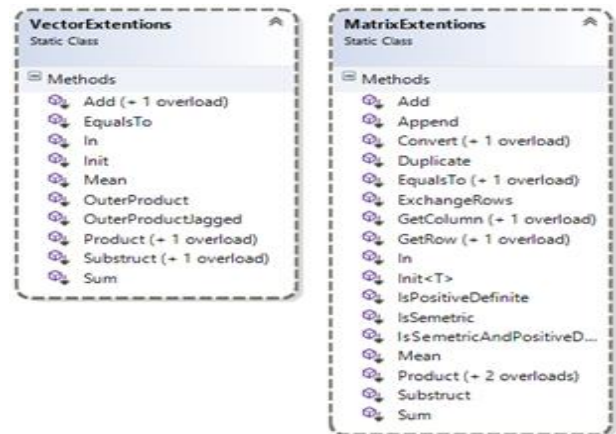 VectorExtentions
Static Class
Methods
Add (+ 1 overload)
EqualsTo
In
Init
Mean
OuterProduct
OuterProductJagged
Product (+ 1 overload)
Substruct (+ 1 overload)
Sum
MatrixExtentions
Static Class
Methods
Add
Append
Convert (+ 1 overload)
Duplicate
EqualsTo (+ 1 overload)
ExchangeRows
GetColumn (+ 1 overload)
GetRow (+ 1 overload)
In
Init<T>
IsPositiveDefinite
IsSemetric
IsSemetricAndPositiveD...
Mean
Product (+ 2 overloads)
Substruct
Sum